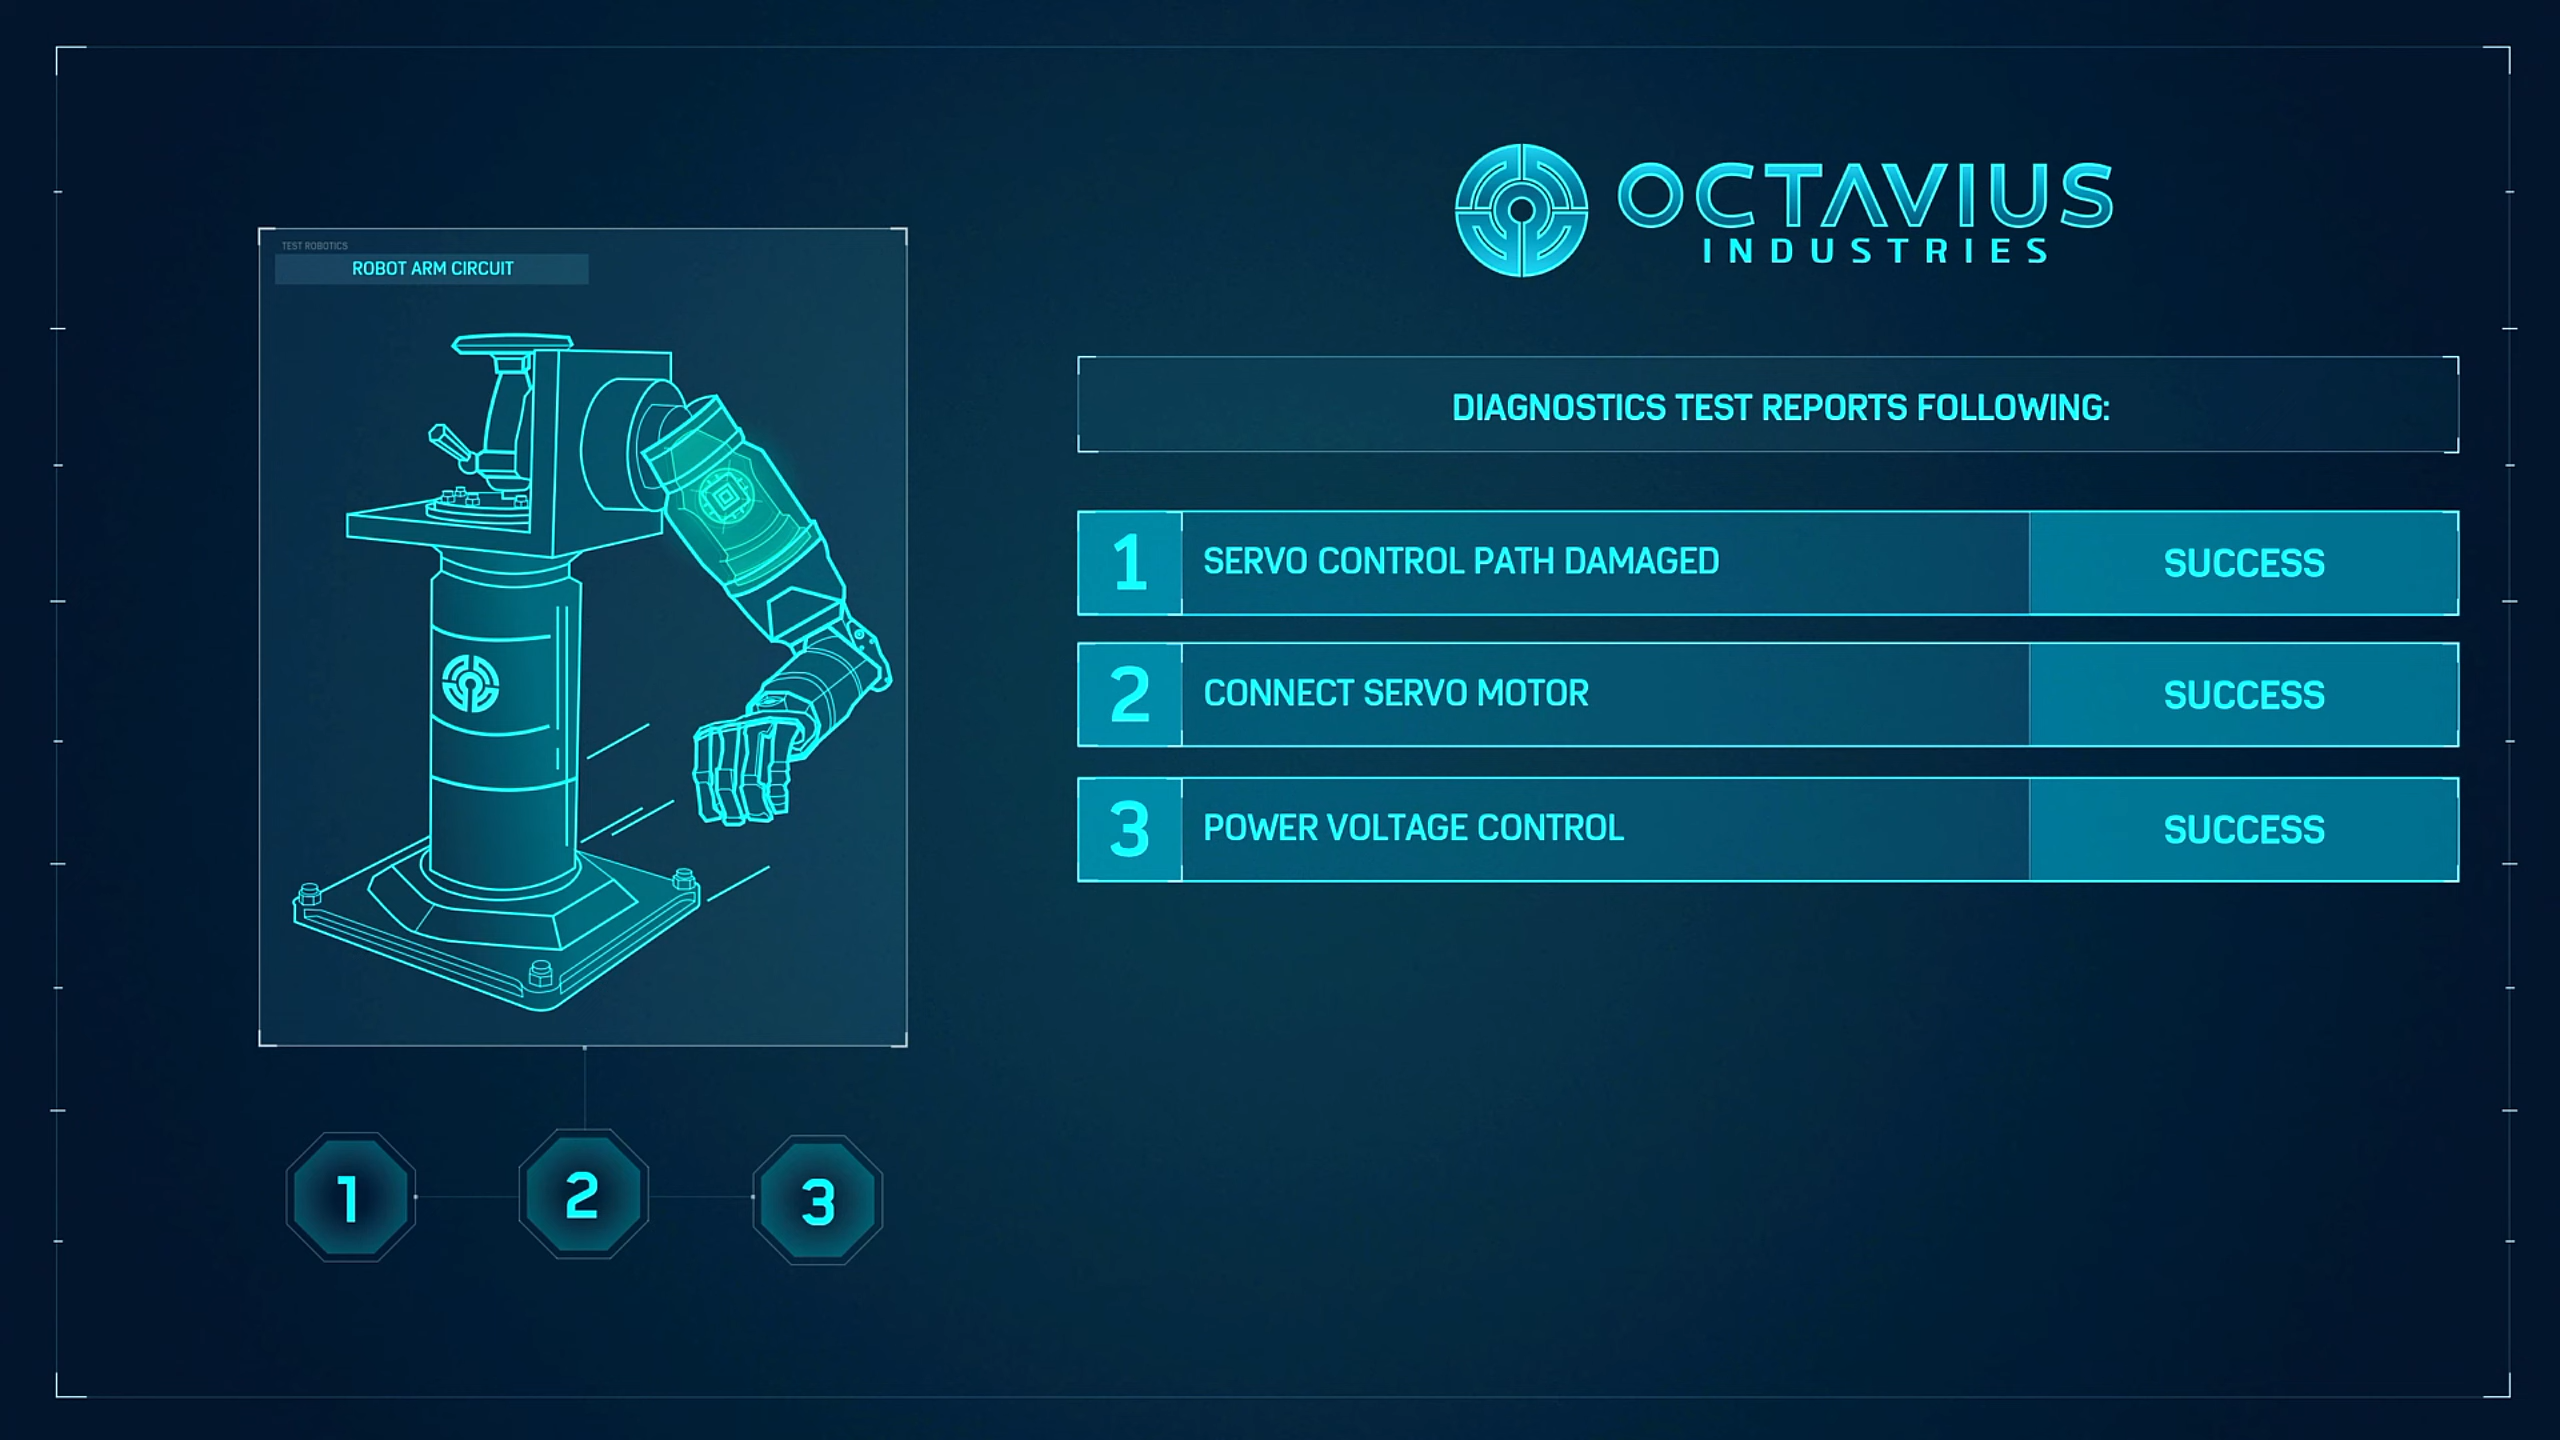 OCTAVIUS
INDUSTRIES
TEST ROBOTICS
ROBOT ARM CIRCUIT
DIAGNOSTICS TEST REPORTS FOLLOWING:
1 SERVO CONTROL PATH DAMAGED SUCCESS
2 CONNECT SERVO MOTOR SUCCESS
3 POWER VOLTAGE CONTROL SUCCESS
1 2 3